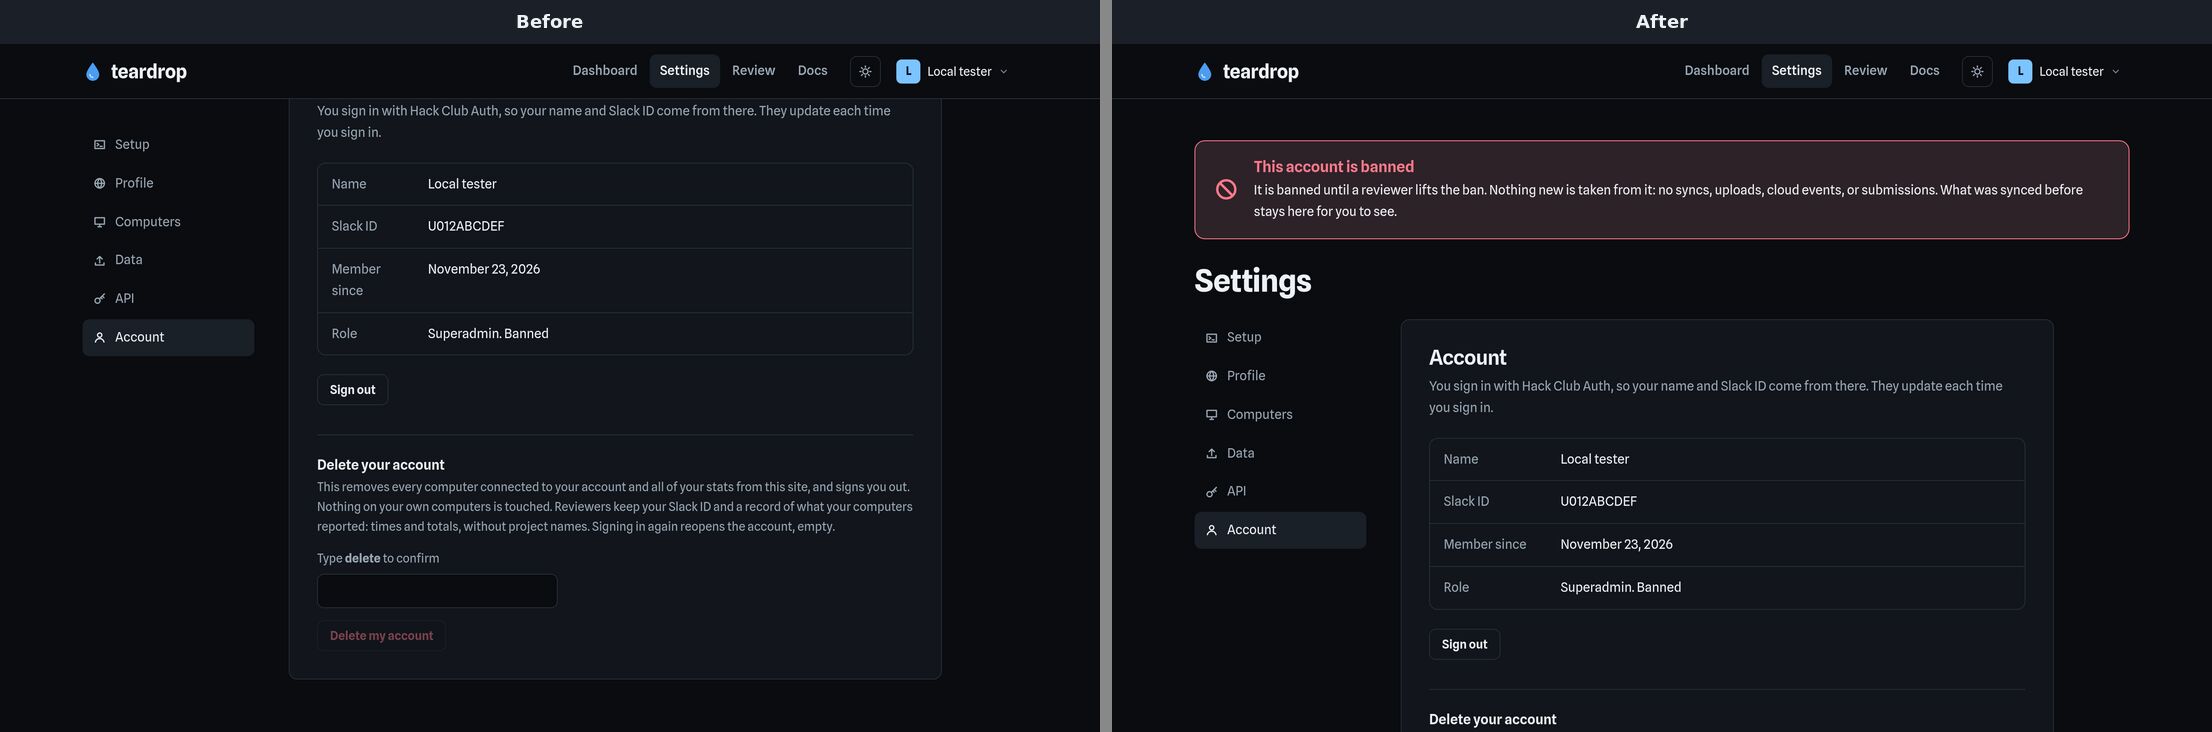 Before
teardrop
Dashboard
Settings
Review
Docs
L
Local tester
Setup
Profile
Computers
Data
API
Account
You sign in with Hack Club Auth, so your name and Slack ID come from there. They update each time
you sign in.
Name
Local tester
Slack ID
U012ABCDEF
Member
since
November 23, 2026
Role
Superadmin. Banned
Sign out
Delete your account
This removes every computer connected to your account and all of your stats from this site, and signs you out.
Nothing on your own computers is touched. Reviewers keep your Slack ID and a record of what your computers
reported: times and totals, without project names. Signing in again reopens the account, empty.
Type delete to confirm
Delete my account
After
teardrop
Dashboard
Settings
Review
Docs
L
Local tester
This account is banned
It is banned until a reviewer lifts the ban. Nothing new is taken from it: no syncs, uploads, cloud events, or submissions. What was synced before
stays here for you to see.
Settings
Setup
Profile
Computers
Data
API
Account
Account
You sign in with Hack Club Auth, so your name and Slack ID come from there. They update each time
you sign in.
Name
Local tester
Slack ID
U012ABCDEF
Member since
November 23, 2026
Role
Superadmin. Banned
Sign out
Delete your account